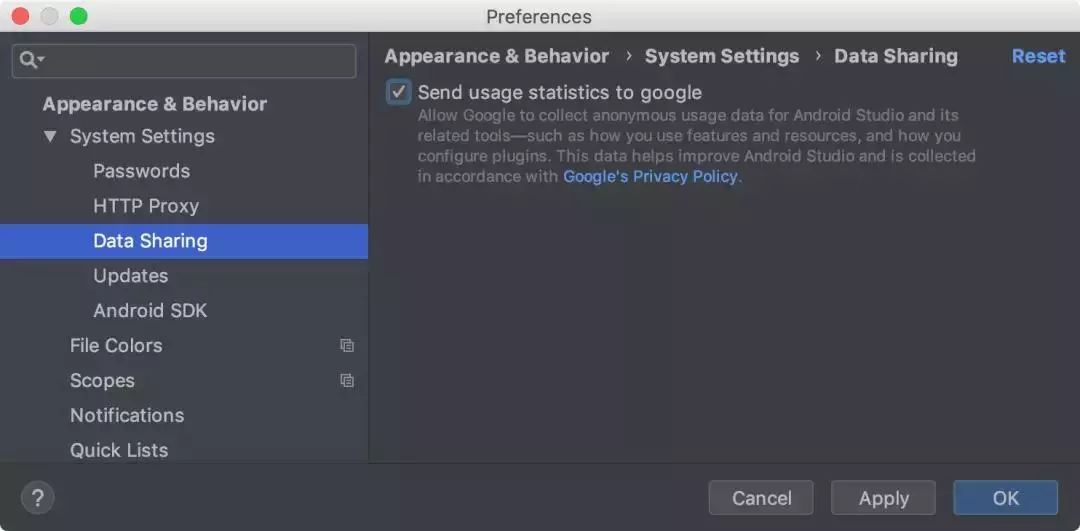 Preferences
Appearance & Behavior
System Settings
Passwords
HTTP Proxy
Data Sharing
Updates
Android SDK
File Colors
Scopes
Notifications
Quick Lists
Appearance & Behavior › System Settings › Data Sharing Reset
Send usage statistics to google
Allow Google to collect anonymous usage data for Android Studio and its
related tools—such as how you use features and resources, and how you
configure plugins. This data helps improve Android Studio and is collected
in accordance with Google's Privacy Policy.
? Cancel Apply OK